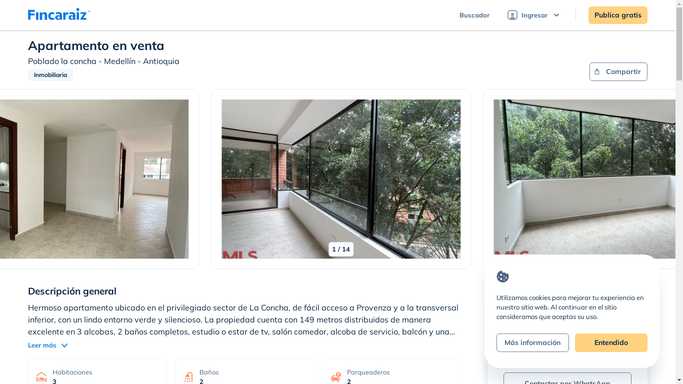 Fincaraiz
Buscador
Ingresar
Publica gratis
Apartamento en venta
Poblado la concha - Medellín - Antioquia
Inmobiliaria
Compartir
MLS
1 / 14
MLS
Descripción general
Hermoso apartamento ubicado en el privilegiado sector de La Concha, de fácil acceso a Provenza y a la transversal
inferior, con un lindo entorno verde y silencioso. La propiedad cuenta con 149 metros distribuidos de manera
excelente en 3 alcobas, 2 baños completos, estudio o estar de tv, salón comedor, alcoba de servicio, balcón y una...
Leer más
Habitaciones
3
Baños
2
Parqueaderos
2
Utilizamos cookies para mejorar tu experiencia en
nuestro sitio web. Al continuar en el sitio
consideramos que aceptas su uso.
Más información
Entendido
Contactar por WhatsApp